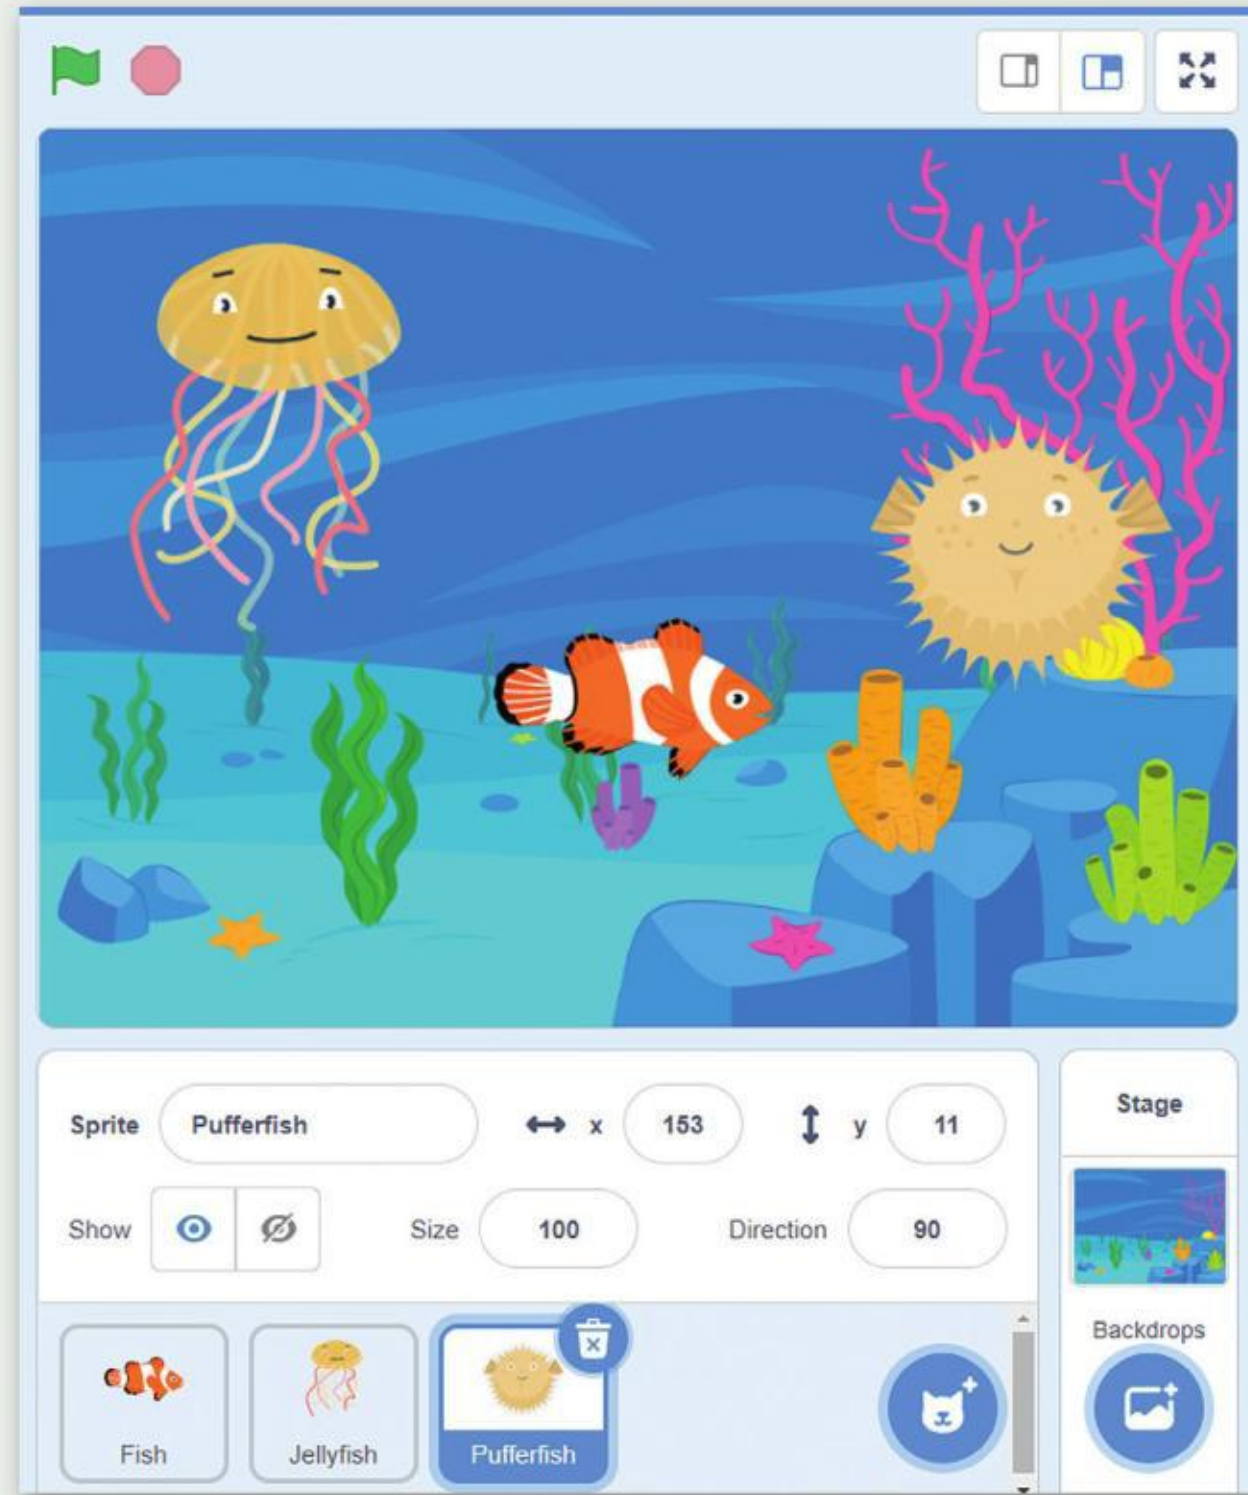 Sprite Pufferfish x 153 y 11
Show Size 100 Direction 90
Stage
Backdrops
Fish Jellyfish Pufferfish